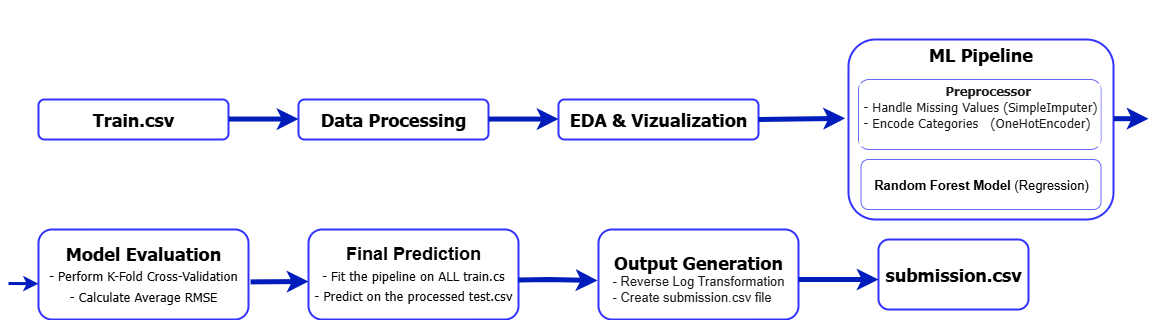 Train.csv
Data Processing
EDA & Vizualization
ML Pipeline
Preprocessor
- Handle Missing Values (SimpleImputer)
- Encode Categories (OneHotEncoder)
Random Forest Model (Regression)
Model Evaluation
- Perform K-Fold Cross-Validation
- Calculate Average RMSE
Final Prediction
- Fit the pipeline on ALL train.cs
- Predict on the processed test.csv
Output Generation
- Reverse Log Transformation
- Create submission.csv file
submission.csv